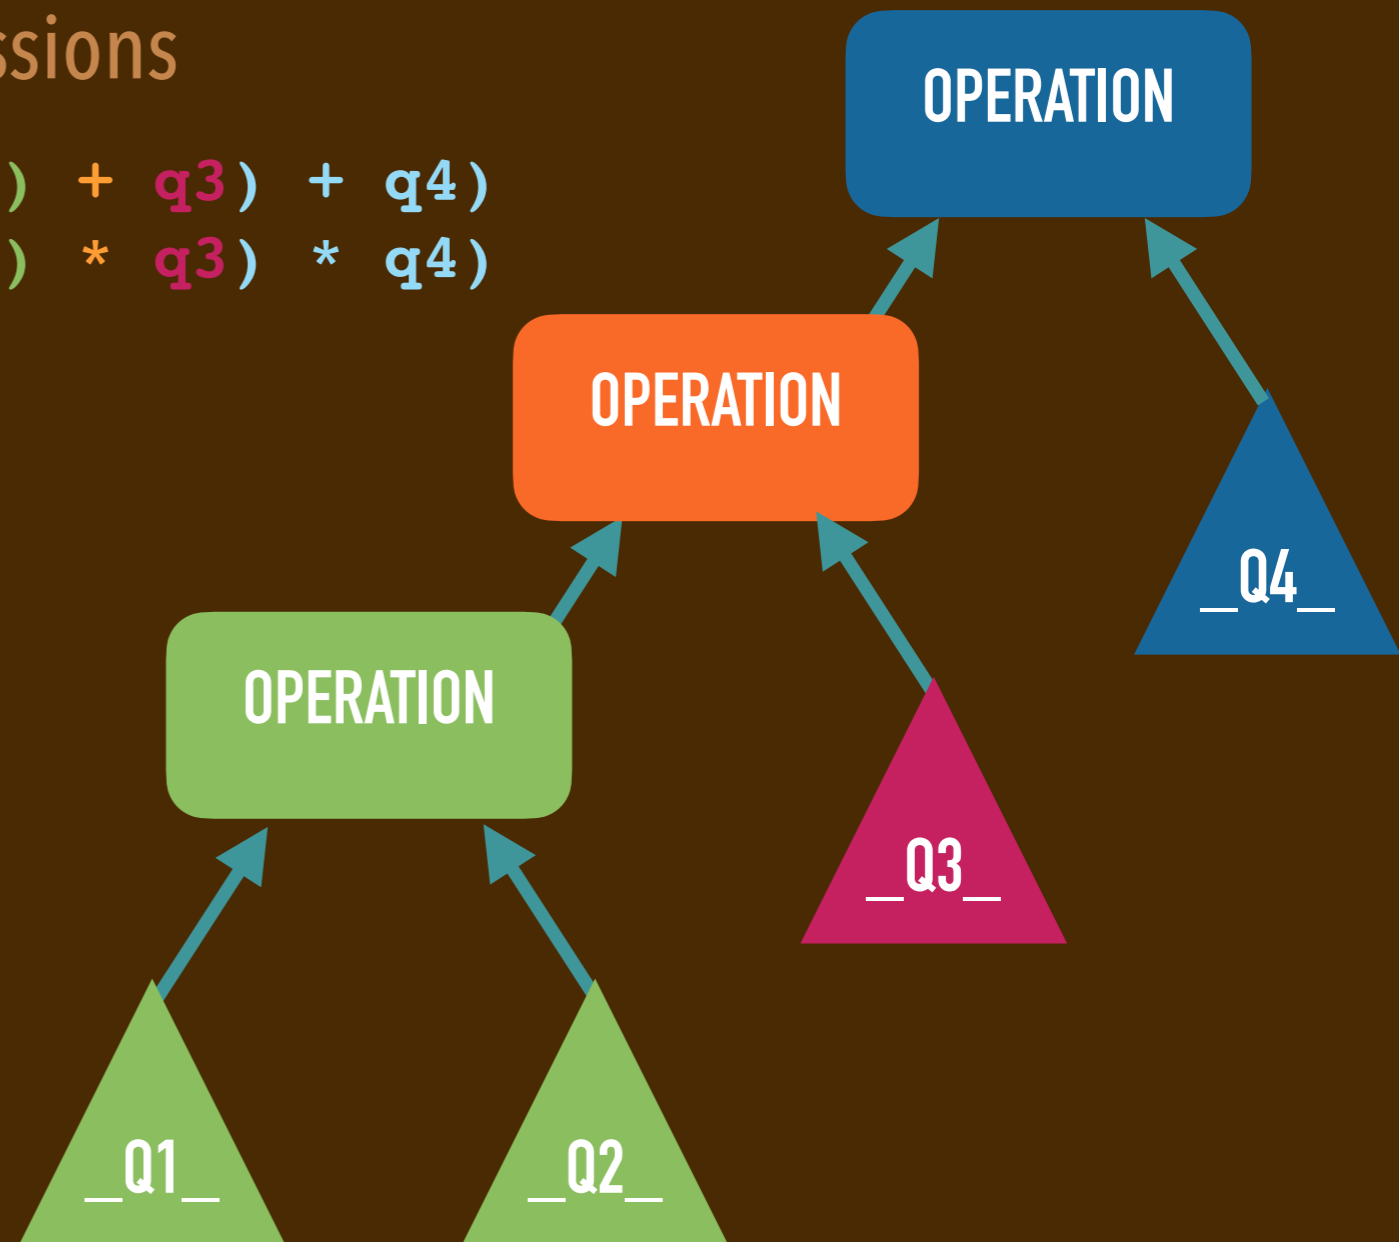 ssions
) + q3) + q4)
) * q3) * q4)
OPERATION
OPERATION
OPERATION
_Q4_
_Q3_
_Q1_
_Q2_